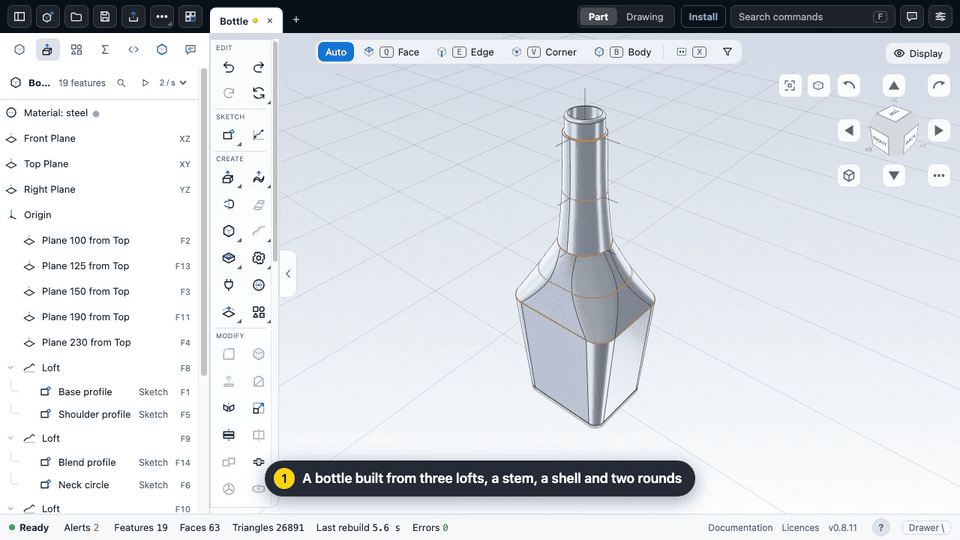 Bottle
Part
Drawing
Install
Search commands
F
Auto
Q Face
E Edge
V Corner
B Body
X
Display
Bo...
19 features
2 / s
EDIT
SKETCH
CREATE
MODIFY
Material: steel
Front Plane XZ
Top Plane XY
Right Plane YZ
Origin
Plane 100 from Top F2
Plane 125 from Top F13
Plane 150 from Top F3
Plane 190 from Top F11
Plane 230 from Top F4
Loft F8
Base profile Sketch F1
Shoulder profile Sketch F5
Loft F9
Blend profile Sketch F14
Neck circle Sketch F6
Loft F10
1 A bottle built from three lofts, a stem, a shell and two rounds
Ready Alerts 2 Features 19 Faces 63 Triangles 26891 Last rebuild 5.6 s Errors 0
Documentation Licences v0.8.11 ? Drawer \